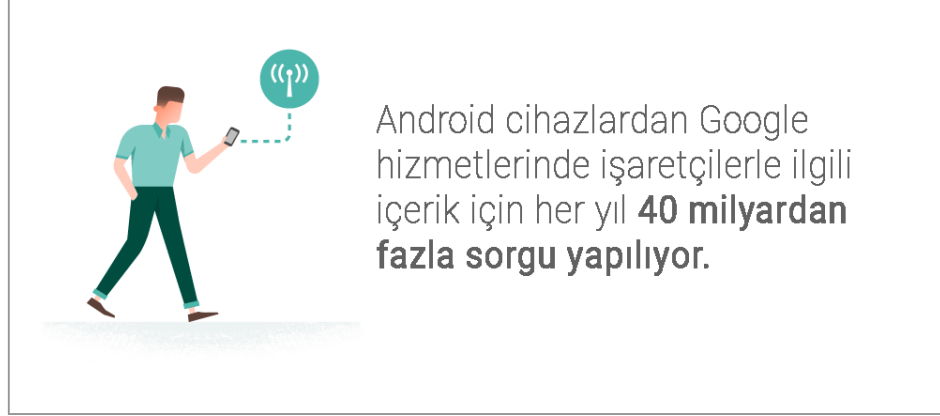 Android cihazlardan Google
hizmetlerinde işaretçilerle ilgili
içerik için her yıl 40 milyardan
fazla sorgu yapılıyor.